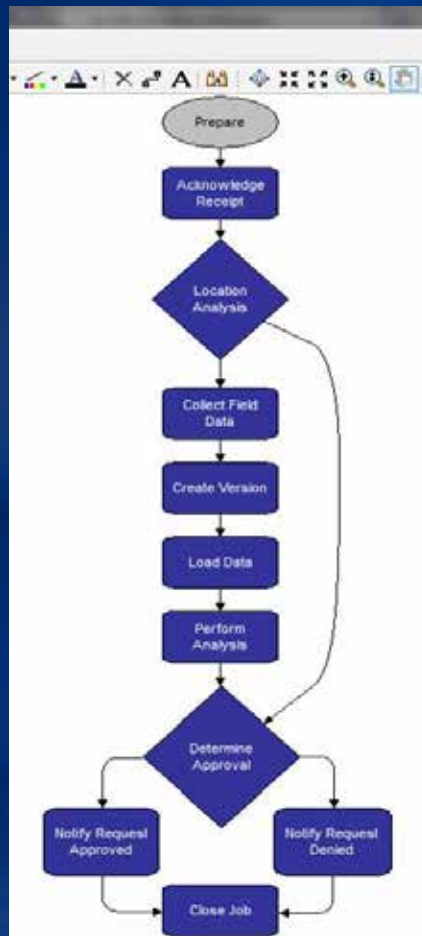 A
A
Prepare
Acknowledge
Receipt
Location
Analysis
Collect Field
Data
Create Version
Load Data
Perform
Analysis
Determine
Approval
Notify Request
Approved
Notify Request
Denied
Close Job